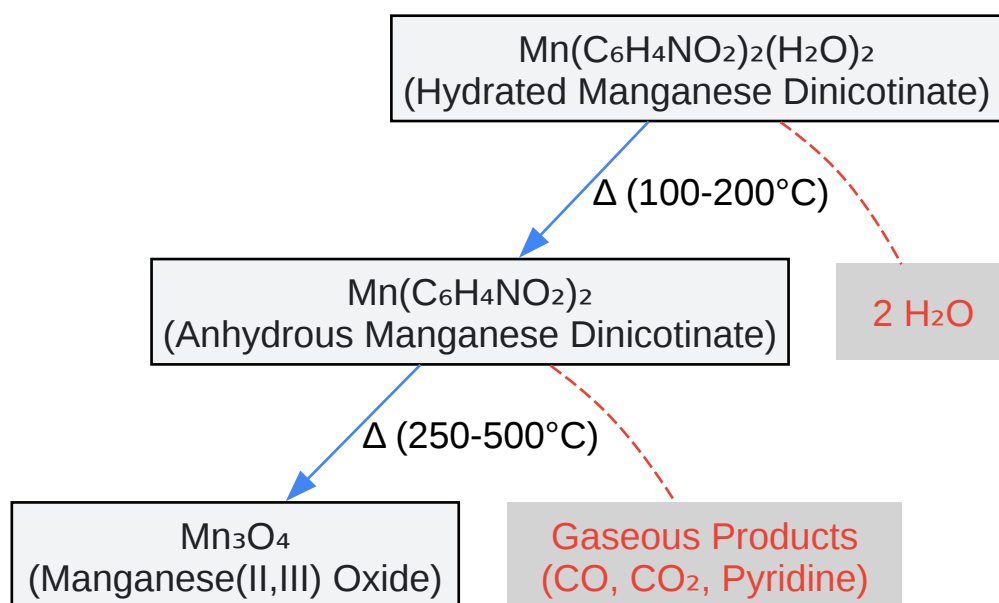 Mn(C₆H₄NO₂)₂(H₂O)₂
(Hydrated Manganese Dinicotinate)
Δ (100-200°C)
Mn(C₆H₄NO₂)₂
(Anhydrous Manganese Dinicotinate)
2 H₂O
Δ (250-500°C)
Mn₃O₄
(Manganese(II,III) Oxide)
Gaseous Products
(CO, CO₂, Pyridine)